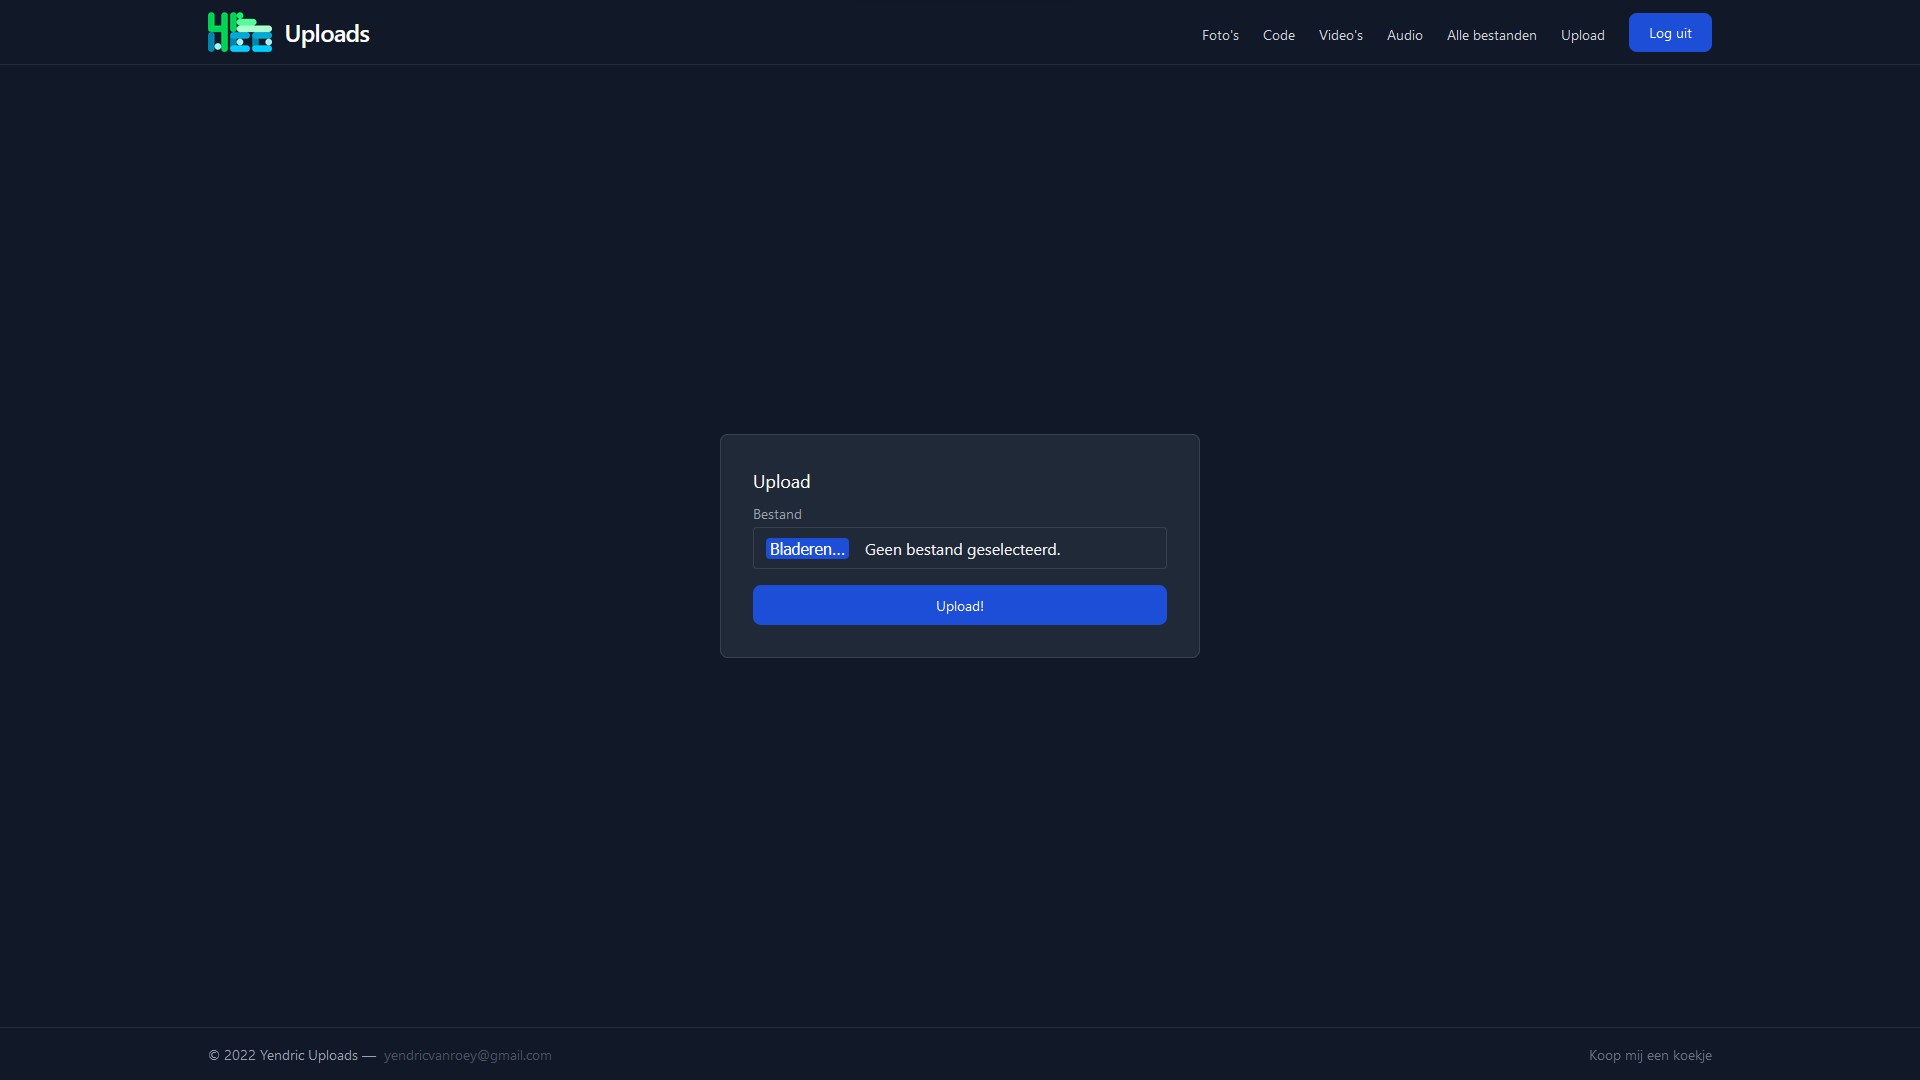 Uploads
Foto's Code Video's Audio Alle bestanden Upload Log uit
Upload
Bestand
Bladeren... Geen bestand geselecteerd.
Upload!
© 2022 Yendric Uploads — yendricvanroey@gmail.com
Koop mij een koekje